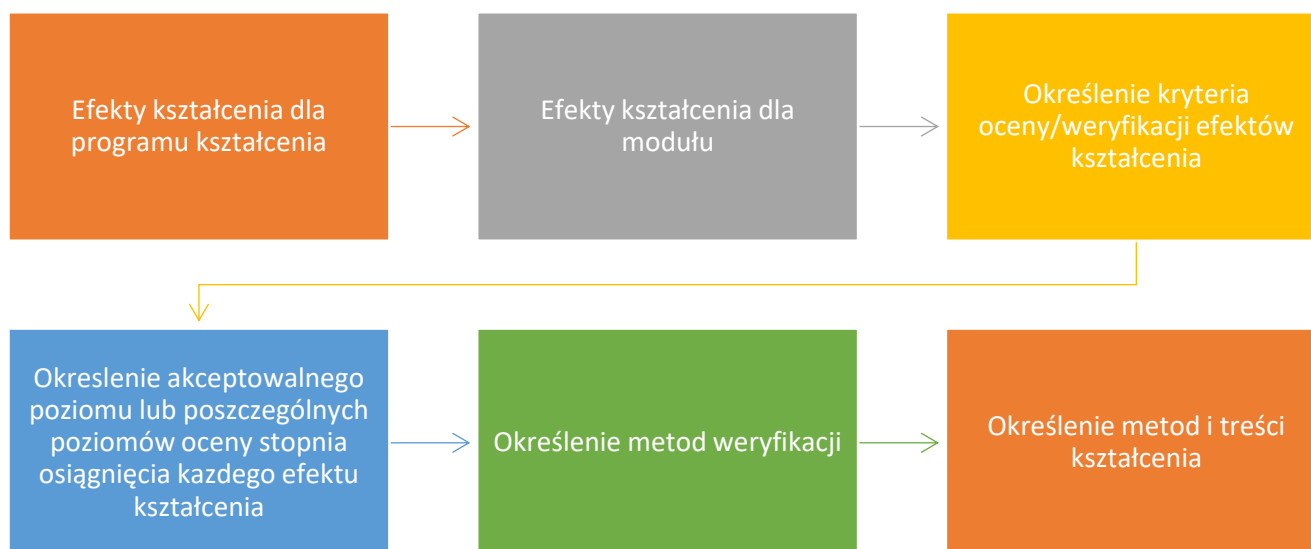 Efekty kształcenia dla
programu kształcenia
Efekty kształcenia dla
modułu
Określenie kryteria
oceny/weryfikacji efektów
kształcenia
Okreslenie akceptowalnego
poziomu lub poszczególnych
poziomów oceny stopnia
osiągnięcia kazdego efektu
kształcenia
Określenie metod weryfikacji
Określenie metod i treści
kształcenia